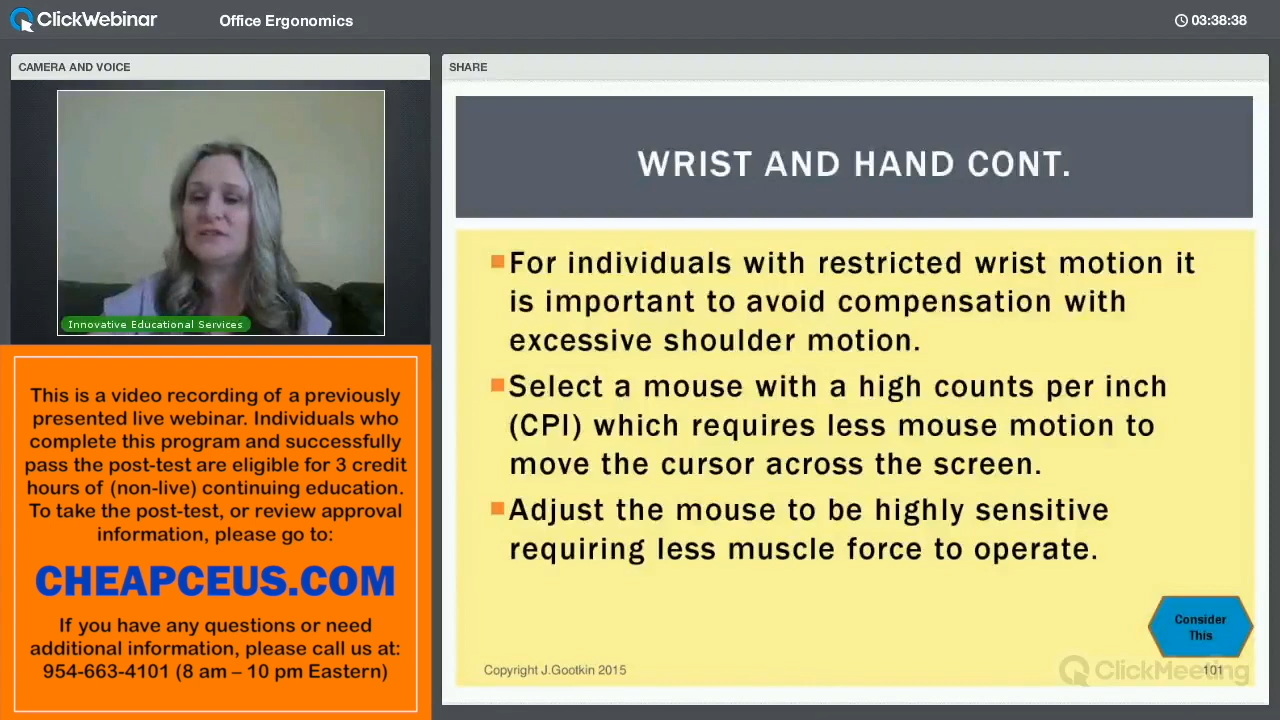 ClickWebinar
Office Ergonomics
03:38:38
CAMERA AND VOICE
Innovative Educational Services
This is a video recording of a previously
presented live webinar. Individuals who
complete this program and successfully
pass the post-test are eligible for 3 credit
hours of (non-live) continuing education.
To take the post-test, or review approval
information, please go to:
CHEAPCEUS.COM
If you have any questions or need
additional information, please call us at:
954-663-4101 (8 am – 10 pm Eastern)
SHARE
WRIST AND HAND CONT.
For individuals with restricted wrist motion it
is important to avoid compensation with
excessive shoulder motion.
Select a mouse with a high counts per inch
(CPI) which requires less mouse motion to
move the cursor across the screen.
Adjust the mouse to be highly sensitive
requiring less muscle force to operate.
Consider
This
Copyright J.Gootkin 2015
101
ClickMeeting